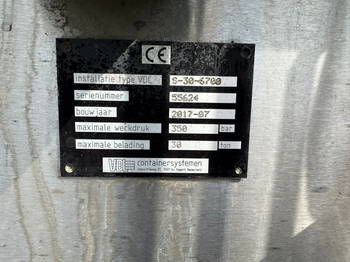 CE
installatie type VDL S-30-6700
serienummer 55624
bouwjaar 2017-07
maximale werkdruk 350 bar
maximale belading 30 ton
VDL containersystemen